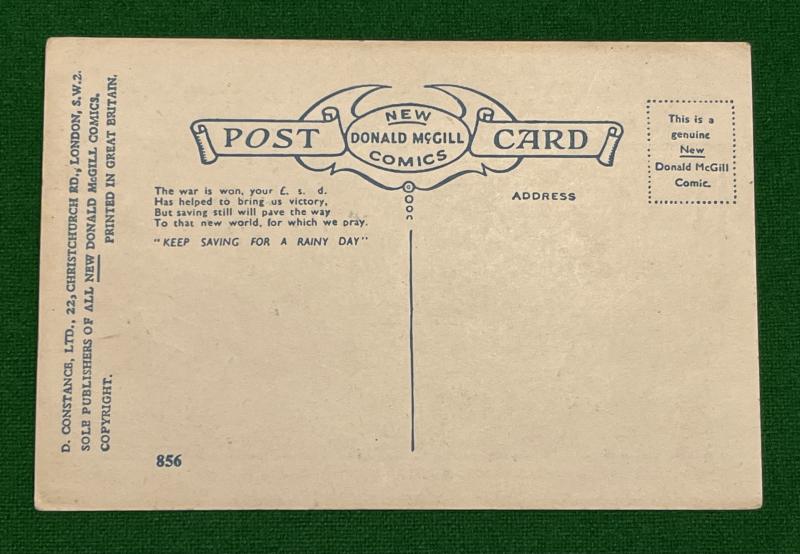 D. CONSTANCE, LTD., 22, CHRISTCHURCH RD., LONDON, S.W.2.
SOLE PUBLISHERS OF ALL NEW DONALD McGILL COMICS.
COPYRIGHT. PRINTED IN GREAT BRITAIN.
POST CARD
NEW
DONALD McGILL
COMICS
This is a
genuine
New
Donald McGill
Comic.
The war is won, your £. s. d.
Has helped to bring us victory,
But saving still will pave the way
To that new world, for which we pray.
"KEEP SAVING FOR A RAINY DAY"
ADDRESS
856